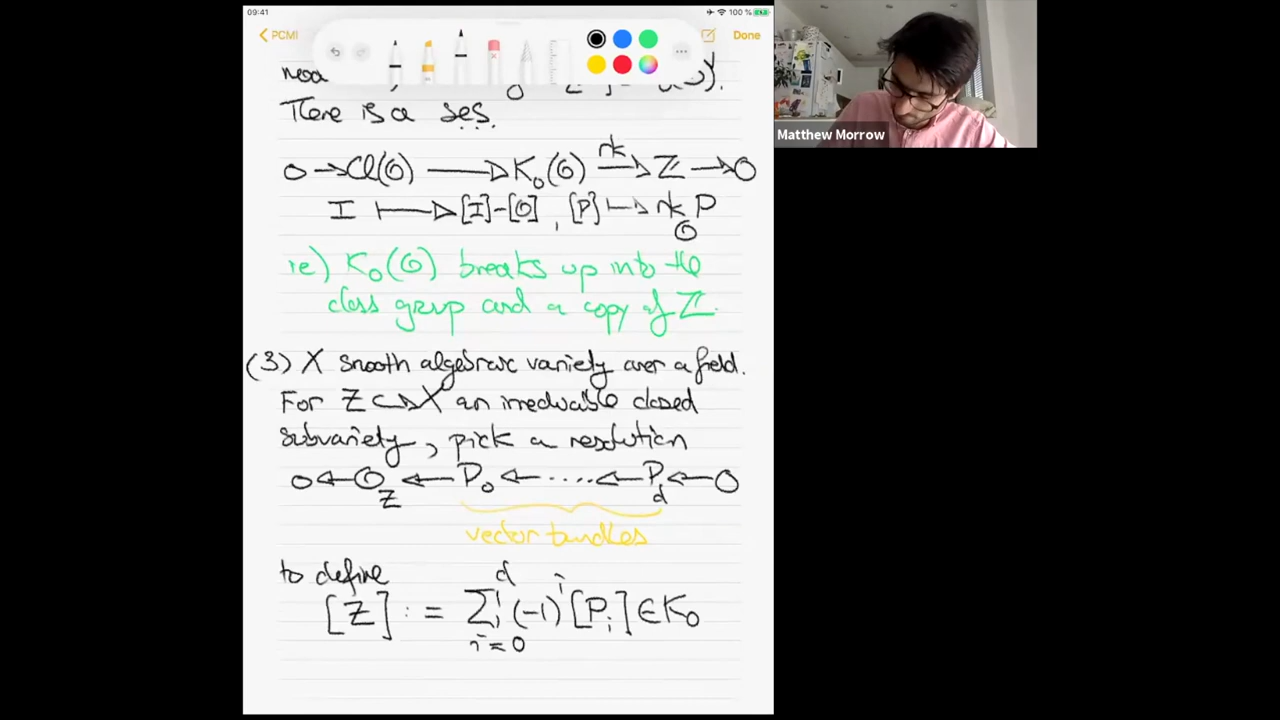 09:41
100 %
PCMI
Done
There is a ses.
0 → Cl(O) → K₀(O) rk → Z → 0
I ↦ [I]-[O], [P] ↦ rk_O P
ie) K₀(O) breaks up into the
class group and a copy of Z.
(3) X smooth algebraic variety over a field.
For Z ↪ X an irreducible closed
subvariety, pick a resolution
0 ← O_Z ← P₀ ← ..... ← P_d ← 0
vector bundles
to define
[Z] := Σ_{i=0}^{d} (-1)^i [P_i] ∈ K₀
Matthew Morrow